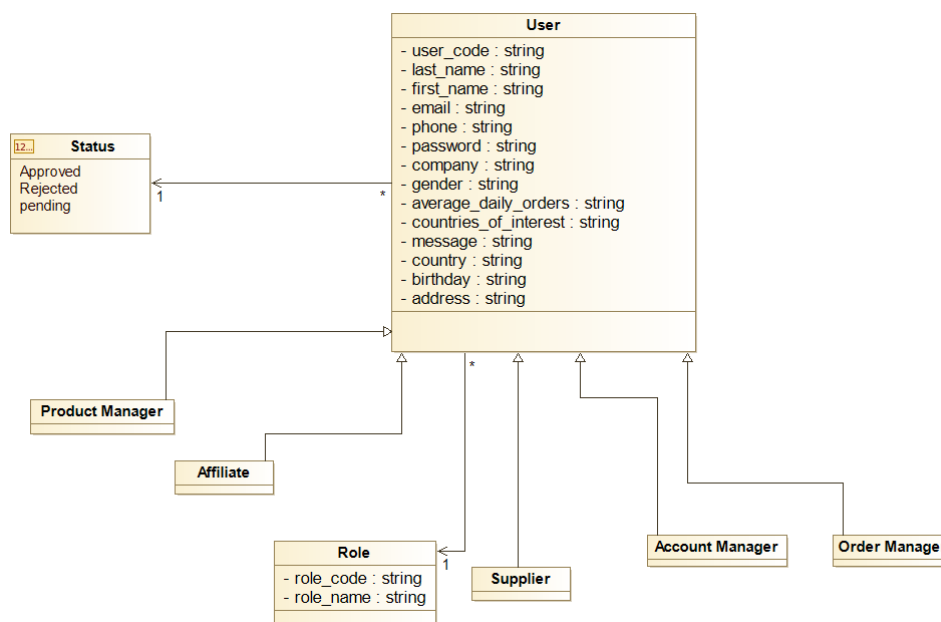 User
- user_code : string
- last_name : string
- first_name : string
- email : string
- phone : string
- password : string
- company : string
- gender : string
- average_daily_orders : string
- countries_of_interest : string
- message : string
- country : string
- birthday : string
- address : string
12... Status
Approved
Rejected
pending
1
*
*
Product Manager
Affiliate
Role
- role_code : string
- role_name : string
1
Supplier
Account Manager
Order Manage